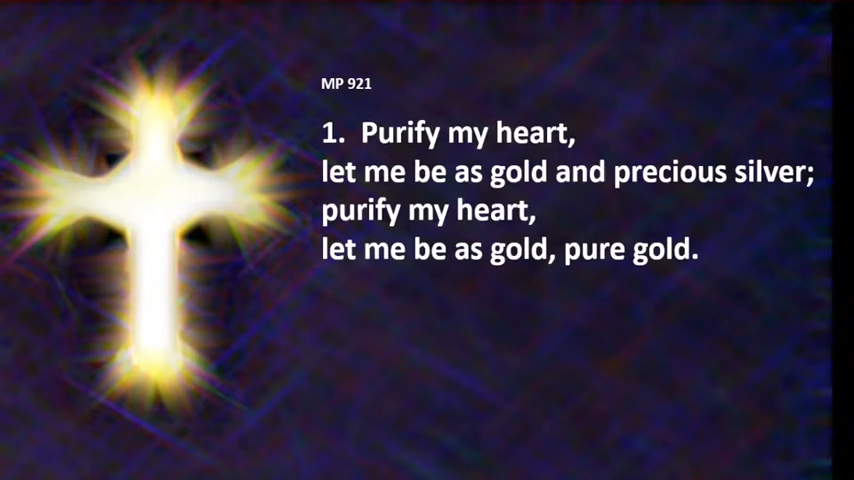 MP 921
1. Purify my heart,
let me be as gold and precious silver;
purify my heart,
let me be as gold, pure gold.